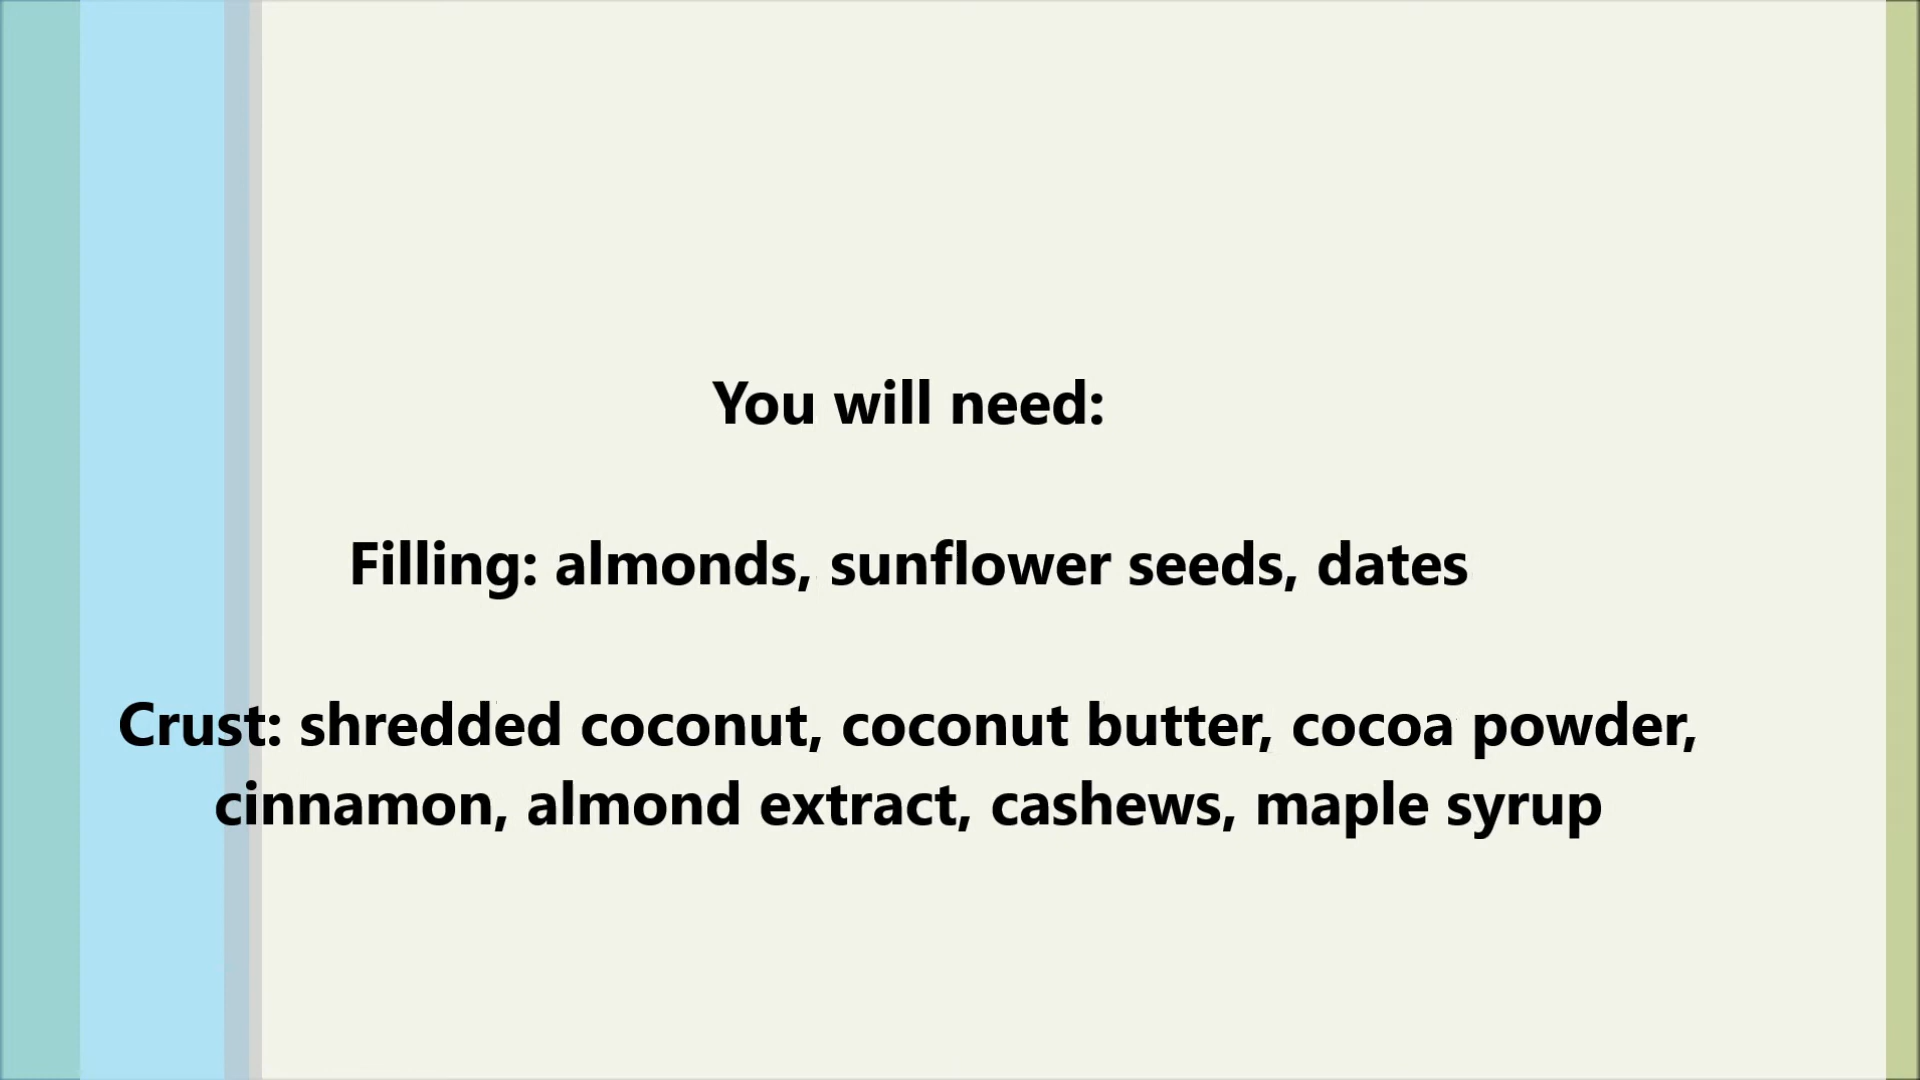 You will need:
Filling: almonds, sunflower seeds, dates
Crust: shredded coconut, coconut butter, cocoa powder,
cinnamon, almond extract, cashews, maple syrup